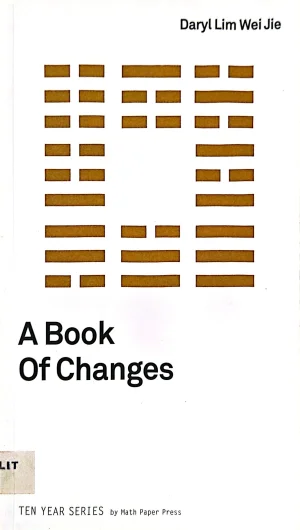 Daryl Lim Wei Jie
A Book
Of Changes
LIT
TEN YEAR SERIES by Math Paper Press